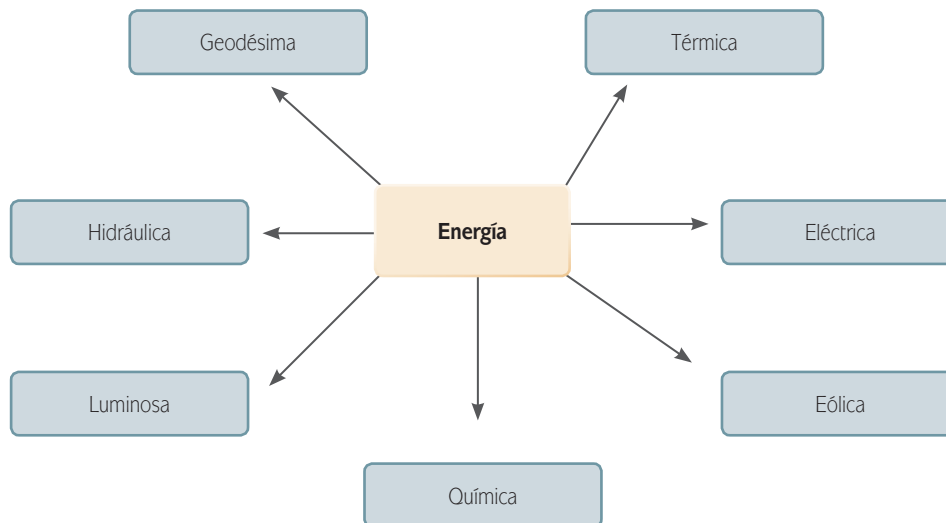 Geodésima
Térmica
Hidráulica
Energía
Eléctrica
Luminosa
Eólica
Química